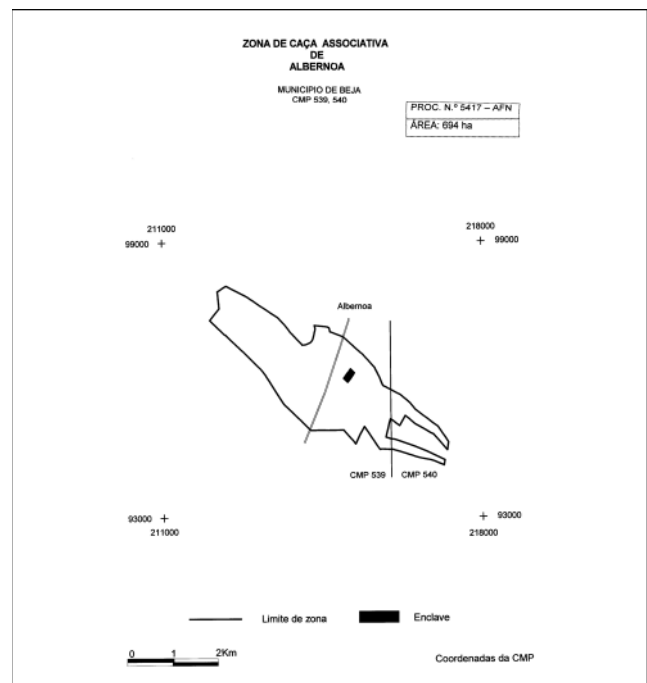 ZONA DE CAÇA ASSOCIATIVA
DE
ALBERNOA
MUNICIPIO DE BEJA
CMP 539, 540
PROC. N.º 5417 – AFN
ÁREA: 694 ha
211000
99000
218000
99000
Albernoa
CMP 539
CMP 540
93000
211000
93000
218000
Limite de zona
Enclave
0 1 2Km
Coordenadas da CMP